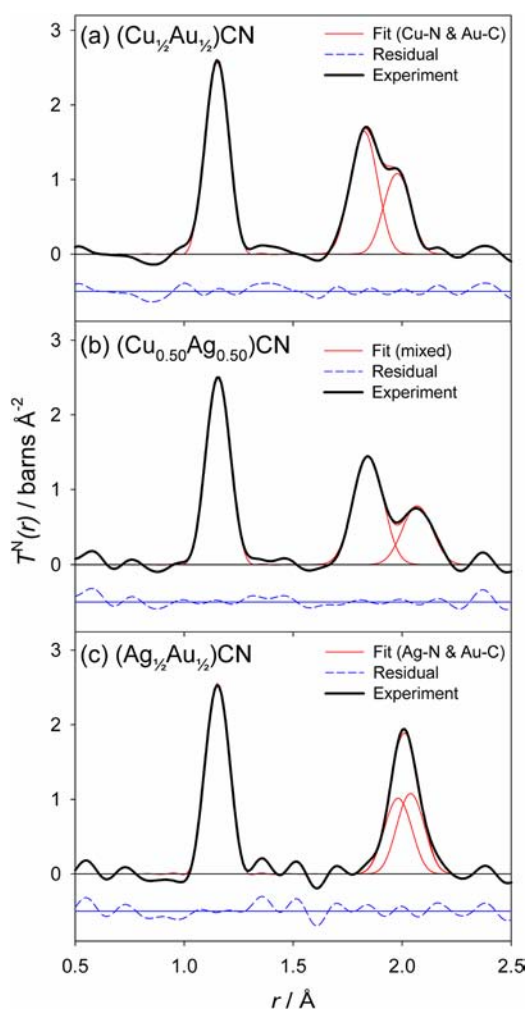 (a) (Cu½Au½)CN
Fit (Cu-N & Au-C)
Residual
Experiment
3
2
1
0
(b) (Cu₀.₅₀Ag₀.₅₀)CN
Fit (mixed)
Residual
Experiment
3
2
1
0
Tᴺ(r) / barns Å⁻²
(c) (Ag½Au½)CN
Fit (Ag-N & Au-C)
Residual
Experiment
3
2
1
0
0.5 1.0 1.5 2.0 2.5
r / Å